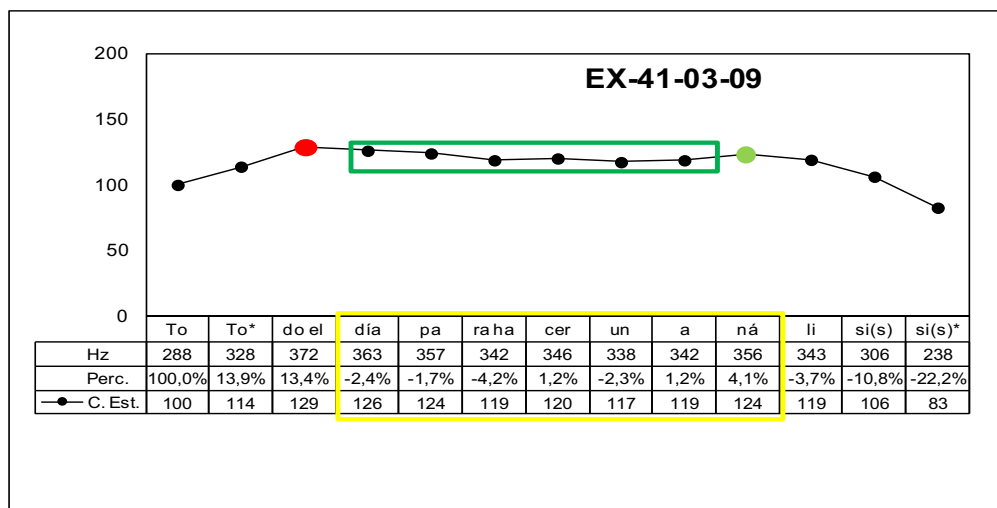 EX-41-03-09
200
150
100
50
0
To To* do el día pa ra ha cer un a ná li si(s) si(s)*
Hz 288 328 372 363 357 342 346 338 342 356 343 306 238
Perc. 100,0% 13,9% 13,4% -2,4% -1,7% -4,2% 1,2% -2,3% 1,2% 4,1% -3,7% -10,8% -22,2%
C. Est. 100 114 129 126 124 119 120 117 119 124 119 106 83